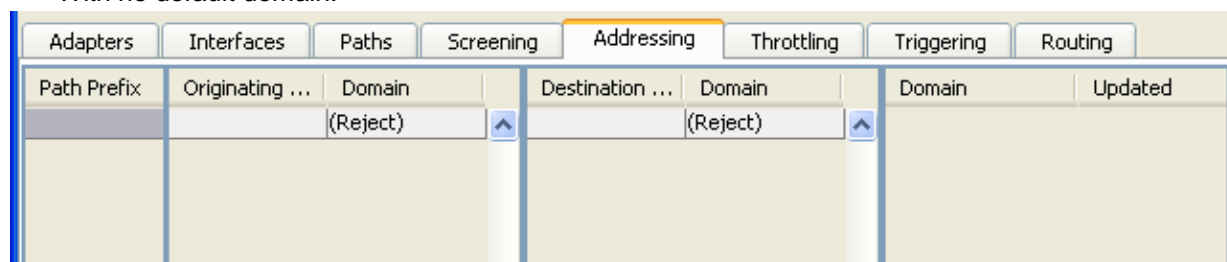 With no default domain:
Adapters Interfaces Paths Screening Addressing Throttling Triggering Routing
Path Prefix Originating ... Domain Destination ... Domain Domain Updated
(Reject) (Reject)